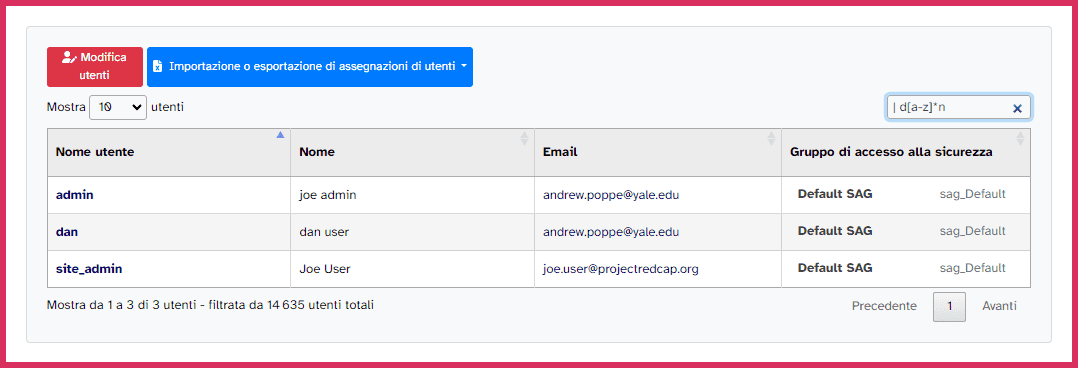 Modifica
utenti
Importazione o esportazione di assegnazioni di utenti
Mostra 10 utenti
| d[a-z]*n
Nome utente Nome Email Gruppo di accesso alla sicurezza
admin joe admin andrew.poppe@yale.edu Default SAG sag_Default
dan dan user andrew.poppe@yale.edu Default SAG sag_Default
site_admin Joe User joe.user@projectredcap.org Default SAG sag_Default
Mostra da 1 a 3 di 3 utenti - filtrata da 14 635 utenti totali
Precedente 1 Avanti